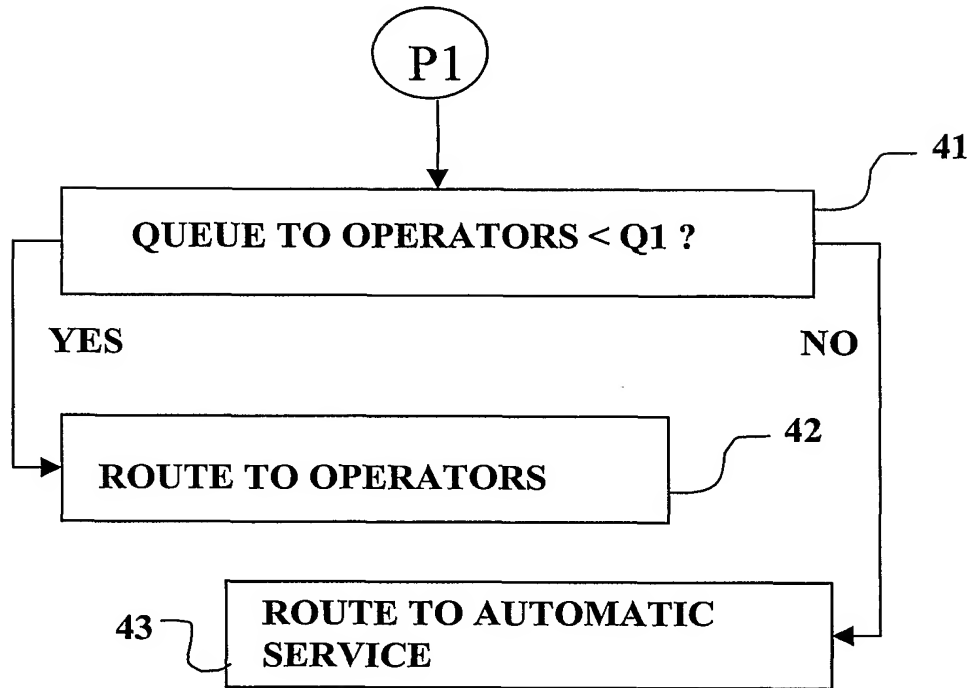 P1
41
QUEUE TO OPERATORS < Q1 ?
YES
NO
42
ROUTE TO OPERATORS
43
ROUTE TO AUTOMATIC
SERVICE